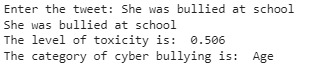 Enter the tweet: She was bullied at school
She was bullied at school
The level of toxicity is:  0.506
The category of cyber bullying is:  Age